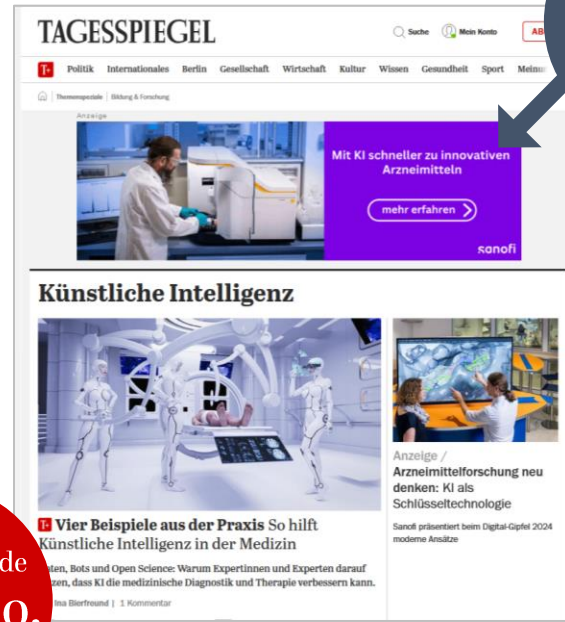 TAGESSPIEGEL
Suche
Mein Konto
T+ Politik Internationales Berlin Gesellschaft Wirtschaft Kultur Wissen Gesundheit Sport
Themenspeziale | Bildung & Forschung
Anzeige
Mit KI schneller zu innovativen
Arzneimitteln
mehr erfahren
sanofi
Künstliche Intelligenz
T+ Vier Beispiele aus der Praxis So hilft
Künstliche Intelligenz in der Medizin
Bots und Open Science: Warum Expertinnen und Experten darauf
dass KI die medizinische Diagnostik und Therapie verbessern kann.
Ina Bierfreund | 1 Kommentar
Anzeige /
Arzneimittelforschung neu
denken: KI als
Schlüsseltechnologie
Sanofi präsentiert beim Digital-Gipfel 2024
moderne Ansätze